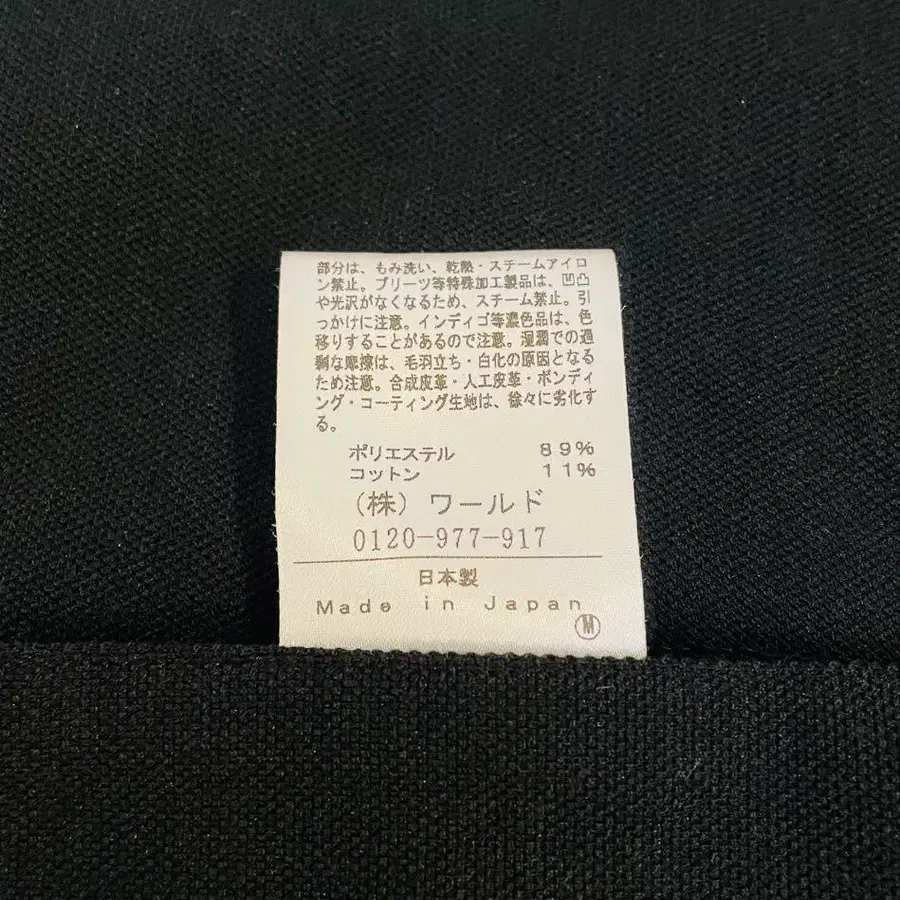 部分は、もみ洗い、乾熱・スチームアイロ
ン禁止。プリーツ等特殊加工製品は、凹凸
や光沢がなくなるため、スチーム禁止。引
っかけに注意。インディゴ等濃色品は、色
移りすることがあるので注意。湿潤での過
剰な摩擦は、毛羽立ち・白化の原因となる
ため注意。合成皮革・人工皮革・ボンディ
ング・コーティング生地は、徐々に劣化す
る。
ポリエステル 89%
コットン 11%
(株)ワールド
0120-977-917
日本製
Made in Japan
M